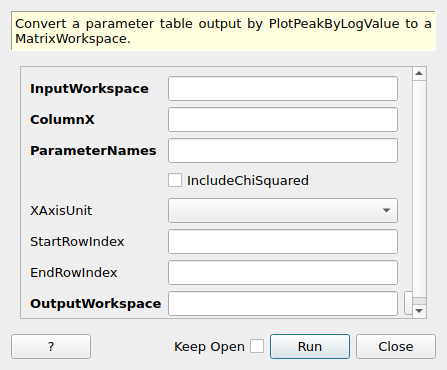 Convert a parameter table output by PlotPeakByLogValue to a
MatrixWorkspace.
InputWorkspace
ColumnX
ParameterNames
IncludeChiSquared
XAxisUnit
StartRowIndex
EndRowIndex
OutputWorkspace
? Keep Open Run Close